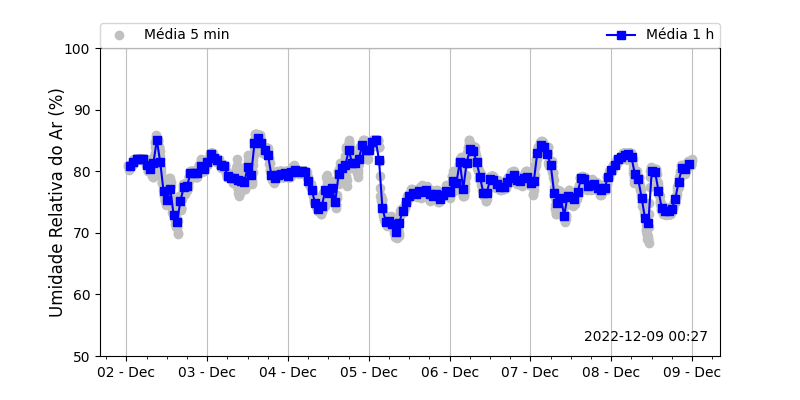 Média 5 min
Média 1 h
Umidade Relativa do Ar (%)
100
90
80
70
60
50
2022-12-09 00:27
02 - Dec
03 - Dec
04 - Dec
05 - Dec
06 - Dec
07 - Dec
08 - Dec
09 - Dec